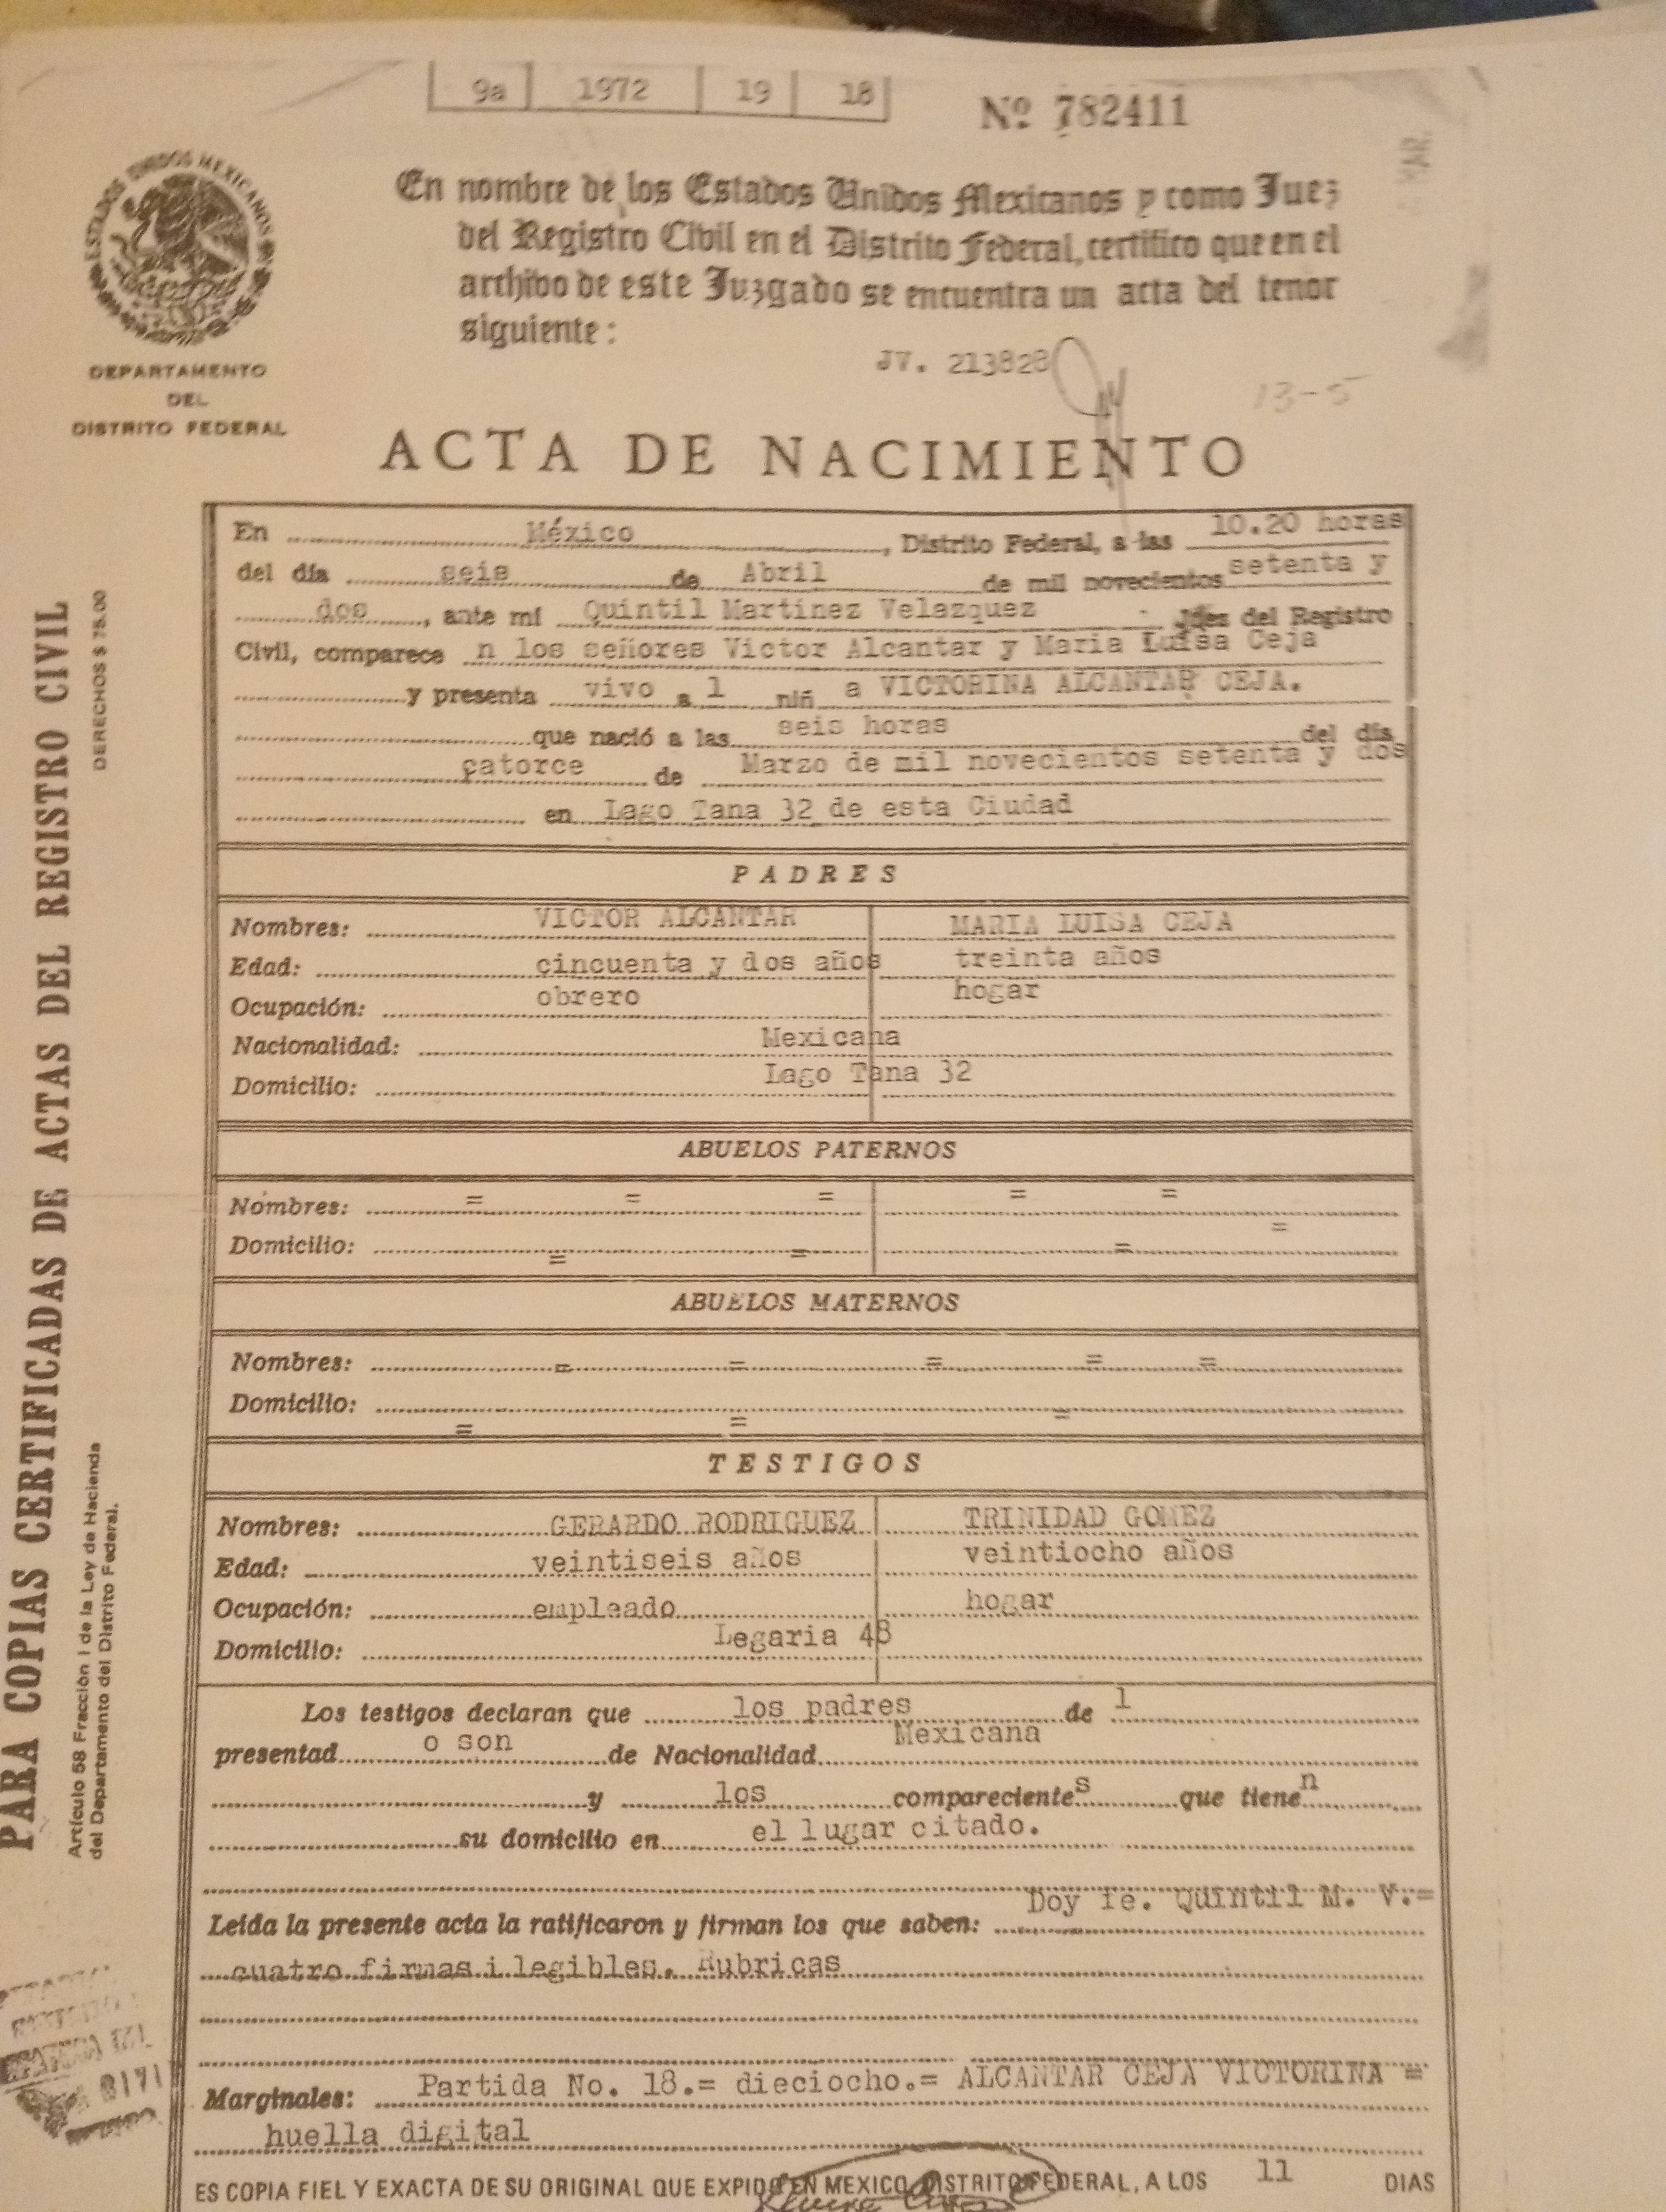 9a 1972 19 18
Nº 782411
ESTADOS UNIDOS MEXICANOS
DEPARTAMENTO
DEL
DISTRITO FEDERAL
En nombre de los Estados Unidos Mexicanos y como Juez
del Registro Civil en el Distrito Federal, certifico que en el
archivo de este Juzgado se encuentra un acta del tenor
siguiente:
JV. 213828
13-5
ACTA DE NACIMIENTO
En México, Distrito Federal, a las 10.20 horas
del día seis de Abril de mil novecientos setenta y
dos, ante mi Quintil Martinez Velazquez del Registro
Civil, comparece n los señores Victor Alcantar y Maria Luisa Ceja
y presenta vivo a 1 niñ a VICTORINA ALCANTAR CEJA.
que nació a las seis horas del día
catorce de Marzo de mil novecientos setenta y dos
en Lago Tana 32 de esta Ciudad
PADRES
Nombres: VICTOR ALCANTAR MARIA LUISA CEJA
Edad: cincuenta y dos años treinta años
Ocupación: obrero hogar
Nacionalidad: Mexicana
Domicilio: Lago Tana 32
ABUELOS PATERNOS
Nombres: = = = = =
Domicilio: = = = =
ABUELOS MATERNOS
Nombres: = = = = =
Domicilio: = = =
TESTIGOS
Nombres: GERARDO RODRIGUEZ TRINIDAD GOMEZ
Edad: veintiseis años veintiocho años
Ocupación: empleado hogar
Domicilio: Legaria 48
Los testigos declaran que los padres de l
presentad o son de Nacionalidad Mexicana
y los compareciente s que tiene n
su domicilio en el lugar citado.
Doy fe. Quintil M. V.=
Leída la presente acta la ratificaron y firman los que saben:
cuatro firmas ilegibles. Rubricas
Marginales: Partida No. 18.= dieciocho.= ALCANTAR CEJA VICTORINA =
huella digital
ES COPIA FIEL Y EXACTA DE SU ORIGINAL QUE EXPIDO EN MEXICO, DISTRITO FEDERAL, A LOS 11 DIAS
PARA COPIAS CERTIFICADAS DE ACTAS DEL REGISTRO CIVIL
DERECHOS $ 75.00
Artículo 58 Fracción I de la Ley de Hacienda
del Departamento del Distrito Federal.